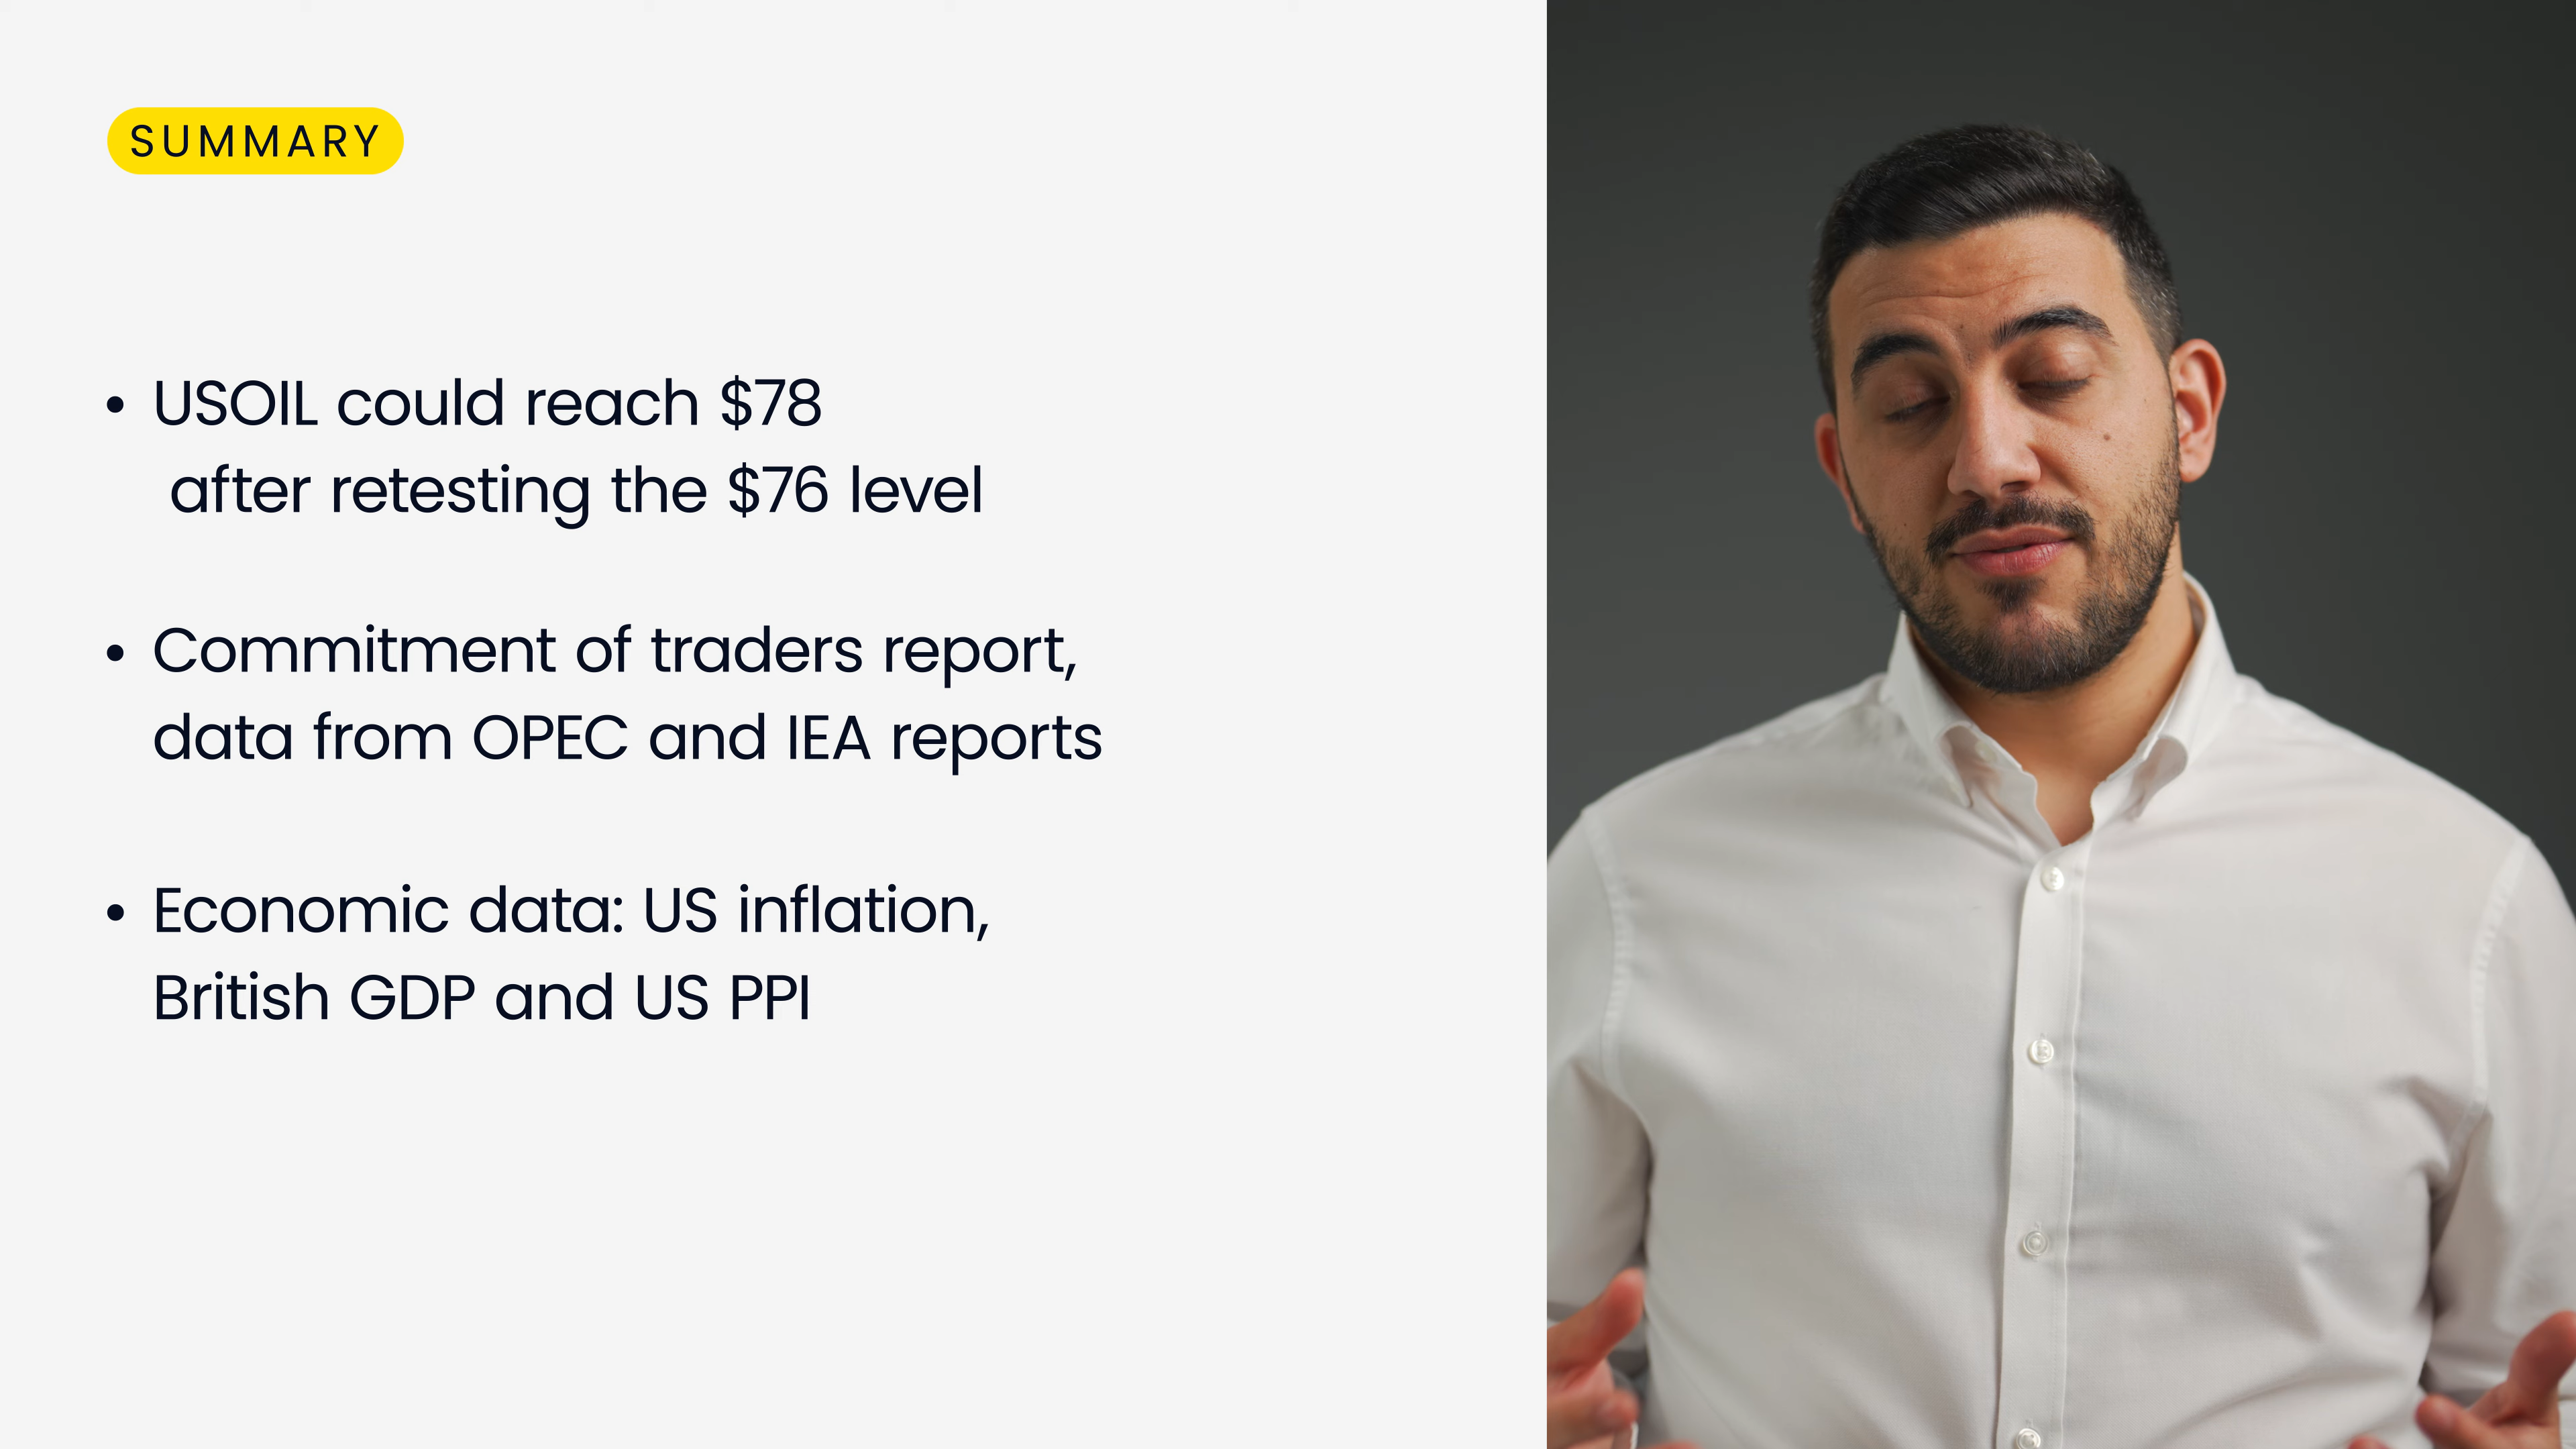 SUMMARY
• USOIL could reach $78
after retesting the $76 level
• Commitment of traders report,
data from OPEC and IEA reports
• Economic data: US inflation,
British GDP and US PPI